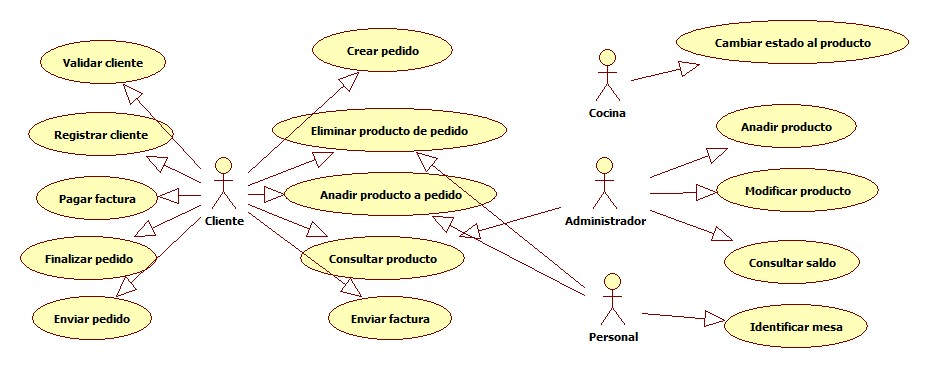 Crear pedido
Cambiar estado al producto
Validar cliente
Cocina
Registrar cliente
Eliminar producto de pedido
Anadir producto
Pagar factura
Cliente
Anadir producto a pedido
Administrador
Modificar producto
Finalizar pedido
Consultar producto
Consultar saldo
Enviar pedido
Enviar factura
Personal
Identificar mesa